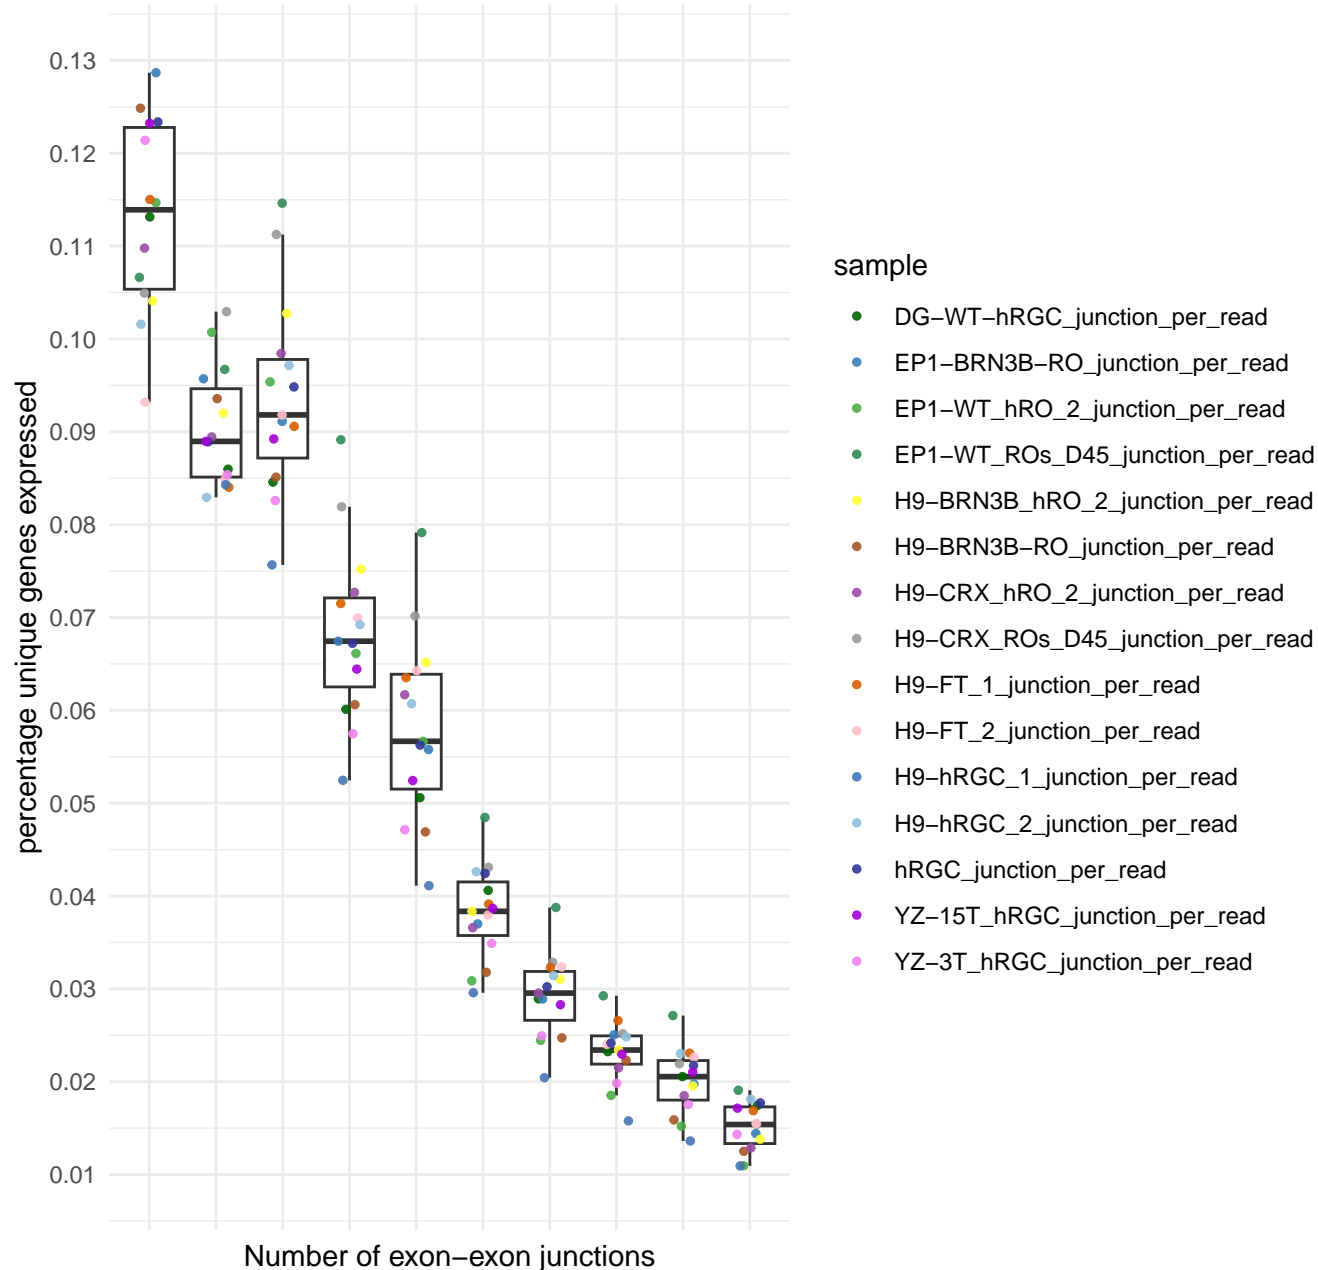 0.13
0.12
0.11
0.10
0.09
0.08
0.07
0.06
0.05
0.04
0.03
0.02
0.01
percentage unique genes expressed
Number of exon−exon junctions
sample
DG−WT−hRGC_junction_per_read
EP1−BRN3B−RO_junction_per_read
EP1−WT_hRO_2_junction_per_read
EP1−WT_ROs_D45_junction_per_read
H9−BRN3B_hRO_2_junction_per_read
H9−BRN3B−RO_junction_per_read
H9−CRX_hRO_2_junction_per_read
H9−CRX_ROs_D45_junction_per_read
H9−FT_1_junction_per_read
H9−FT_2_junction_per_read
H9−hRGC_1_junction_per_read
H9−hRGC_2_junction_per_read
hRGC_junction_per_read
YZ−15T_hRGC_junction_per_read
YZ−3T_hRGC_junction_per_read